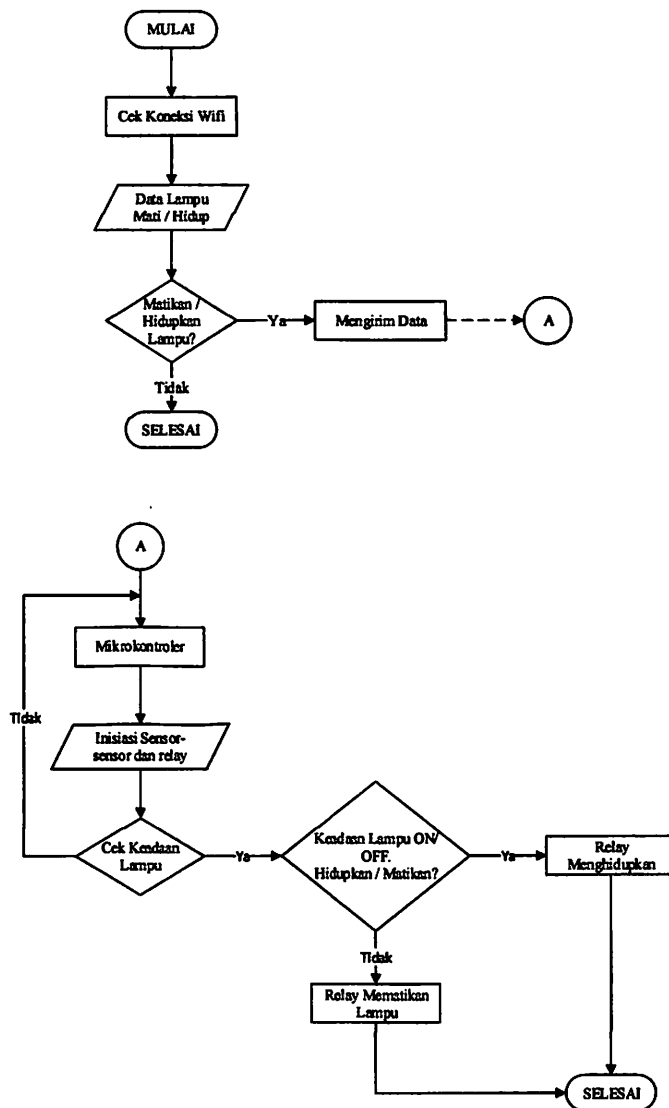 MULAI
Cek Koneksi Wifi
Data Lampu
Mati / Hidup
Matikan /
Hidupkan
Lampu?
Ya
Mengirim Data
A
Tidak
SELESAI
A
Mikrokontroler
Tidak
Inisiasi Sensor-
sensor dan relay
Cek Keadaan
Lampu
Ya
Keadaan Lampu ON/
OFF.
Hidupkan / Matikan?
Ya
Relay
Menghidupkan
Tidak
Relay Mematikan
Lampu
SELESAI